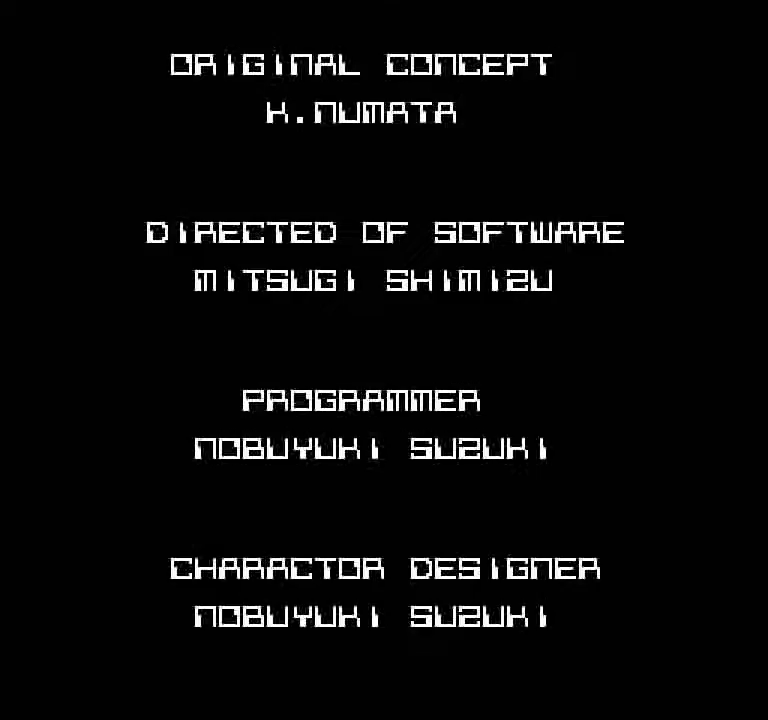 ORIGINAL CONCEPT
K.NUMATA
DIRECTED OF SOFTWARE
MITSUGI SHIMIZU
PROGRAMMER
NOBUYUKI SUZUKI
CHARACTOR DESIGNER
NOBUYUKI SUZUKI